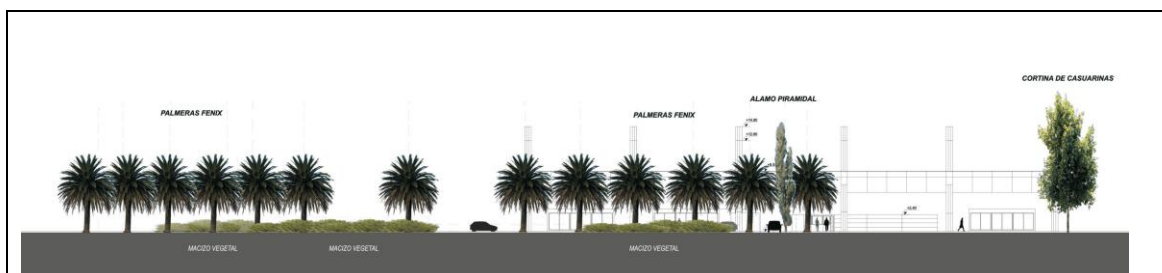 CORTINA DE CASUARINAS
ALAMO PIRAMIDAL
PALMERAS FENIX
PALMERAS FENIX
MACIZO VEGETAL
MACIZO VEGETAL
MACIZO VEGETAL